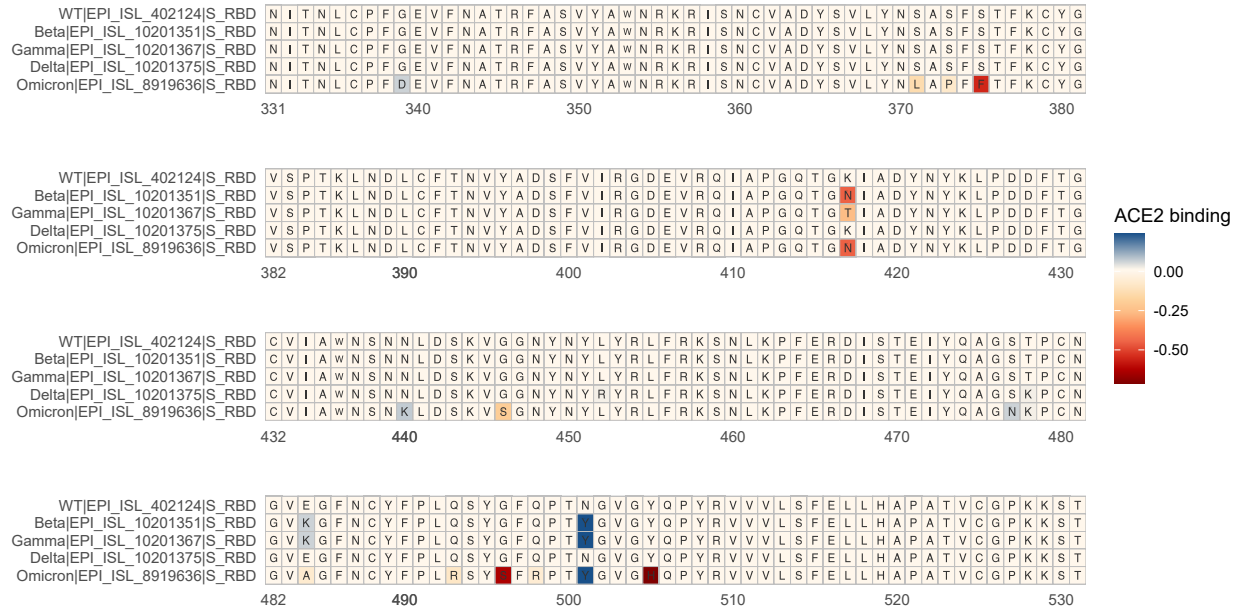 WT|EPI_ISL_402124|S_RBD N I T N L C P F G E V F N A T R F A S V Y A W N R K R I S N C V A D Y S V L Y N S A S F S T F K C Y G
Beta|EPI_ISL_10201351|S_RBD N I T N L C P F G E V F N A T R F A S V Y A W N R K R I S N C V A D Y S V L Y N S A S F S T F K C Y G
Gamma|EPI_ISL_10201367|S_RBD N I T N L C P F G E V F N A T R F A S V Y A W N R K R I S N C V A D Y S V L Y N S A S F S T F K C Y G
Delta|EPI_ISL_10201375|S_RBD N I T N L C P F G E V F N A T R F A S V Y A W N R K R I S N C V A D Y S V L Y N S A S F S T F K C Y G
Omicron|EPI_ISL_8919636|S_RBD N I T N L C P F D E V F N A T R F A S V Y A W N R K R I S N C V A D Y S V L Y N L A P F F T F K C Y G
331 340 350 360 370 380
WT|EPI_ISL_402124|S_RBD V S P T K L N D L C F T N V Y A D S F V I R G D E V R Q I A P G Q T G K I A D Y N Y K L P D D F T G
Beta|EPI_ISL_10201351|S_RBD V S P T K L N D L C F T N V Y A D S F V I R G D E V R Q I A P G Q T G N I A D Y N Y K L P D D F T G
Gamma|EPI_ISL_10201367|S_RBD V S P T K L N D L C F T N V Y A D S F V I R G D E V R Q I A P G Q T G T I A D Y N Y K L P D D F T G
Delta|EPI_ISL_10201375|S_RBD V S P T K L N D L C F T N V Y A D S F V I R G D E V R Q I A P G Q T G K I A D Y N Y K L P D D F T G
Omicron|EPI_ISL_8919636|S_RBD V S P T K L N D L C F T N V Y A D S F V I R G D E V R Q I A P G Q T G N I A D Y N Y K L P D D F T G
382 390 400 410 420 430
WT|EPI_ISL_402124|S_RBD C V I A W N S N N L D S K V G G N Y N Y L Y R L F R K S N L K P F E R D I S T E I Y Q A G S T P C N
Beta|EPI_ISL_10201351|S_RBD C V I A W N S N N L D S K V G G N Y N Y L Y R L F R K S N L K P F E R D I S T E I Y Q A G S T P C N
Gamma|EPI_ISL_10201367|S_RBD C V I A W N S N N L D S K V G G N Y N Y L Y R L F R K S N L K P F E R D I S T E I Y Q A G S T P C N
Delta|EPI_ISL_10201375|S_RBD C V I A W N S N N L D S K V G G N Y N Y R Y R L F R K S N L K P F E R D I S T E I Y Q A G S K P C N
Omicron|EPI_ISL_8919636|S_RBD C V I A W N S N K L D S K V S G N Y N Y L Y R L F R K S N L K P F E R D I S T E I Y Q A G N K P C N
432 440 450 460 470 480
WT|EPI_ISL_402124|S_RBD G V E G F N C Y F P L Q S Y G F Q P T N G V G Y Q P Y R V V V L S F E L L H A P A T V C G P K K S T
Beta|EPI_ISL_10201351|S_RBD G V K G F N C Y F P L Q S Y G F Q P T Y G V G Y Q P Y R V V V L S F E L L H A P A T V C G P K K S T
Gamma|EPI_ISL_10201367|S_RBD G V K G F N C Y F P L Q S Y G F Q P T Y G V G Y Q P Y R V V V L S F E L L H A P A T V C G P K K S T
Delta|EPI_ISL_10201375|S_RBD G V E G F N C Y F P L Q S Y G F Q P T N G V G Y Q P Y R V V V L S F E L L H A P A T V C G P K K S T
Omicron|EPI_ISL_8919636|S_RBD G V A G F N C Y F P L R S Y F R P T Y G V G Q P Y R V V V L S F E L L H A P A T V C G P K K S T
482 490 500 510 520 530
ACE2 binding
0.00
-0.25
-0.50